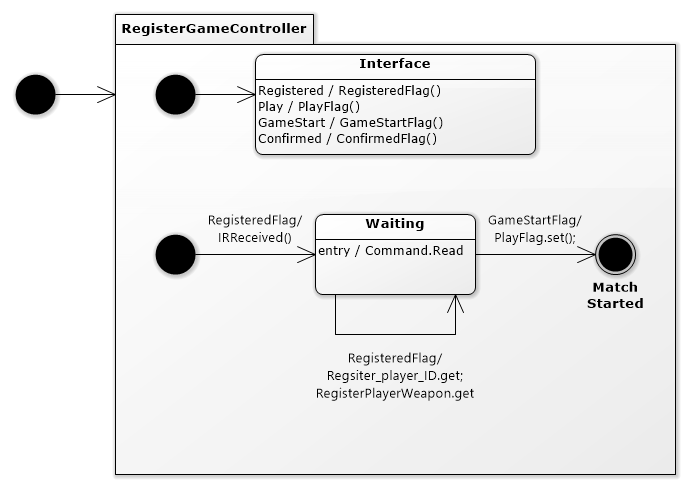 RegisterGameController
Interface
Registered / RegisteredFlag()
Play / PlayFlag()
GameStart / GameStartFlag()
Confirmed / ConfirmedFlag()
RegisteredFlag/
IRReceived()
Waiting
entry / Command.Read
GameStartFlag/
PlayFlag.set();
Match
Started
RegisteredFlag/
Regsiter_player_ID.get;
RegisterPlayerWeapon.get